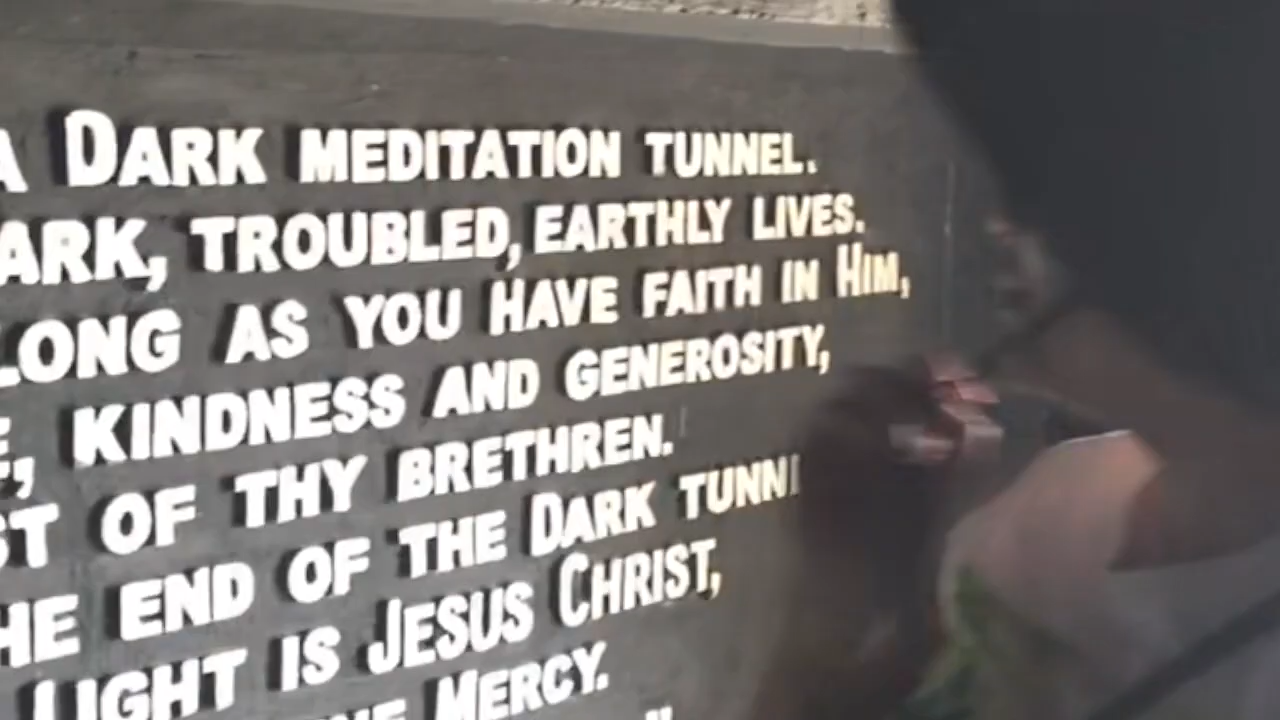 A DARK MEDITATION TUNNEL.
ARK, TROUBLED, EARTHLY LIVES.
LONG AS YOU HAVE FAITH IN HIM,
E, KINDNESS AND GENEROSITY,
ST OF THY BRETHREN.
HE END OF THE DARK TUNN
LIGHT IS JESUS CHRIST,
MERCY.
"